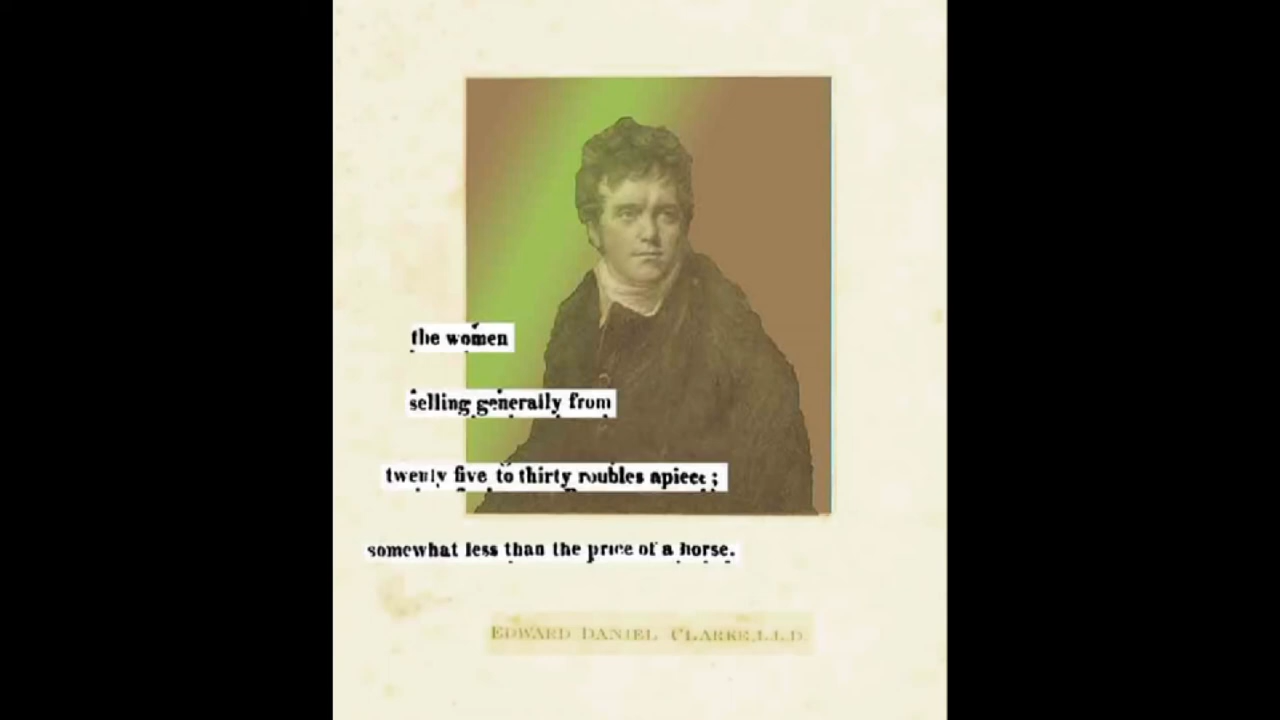 the women
selling generally from
twenty five to thirty roubles apiece;
somewhat less than the price of a horse.
EDWARD DANIEL CLARKE, L.L.D.